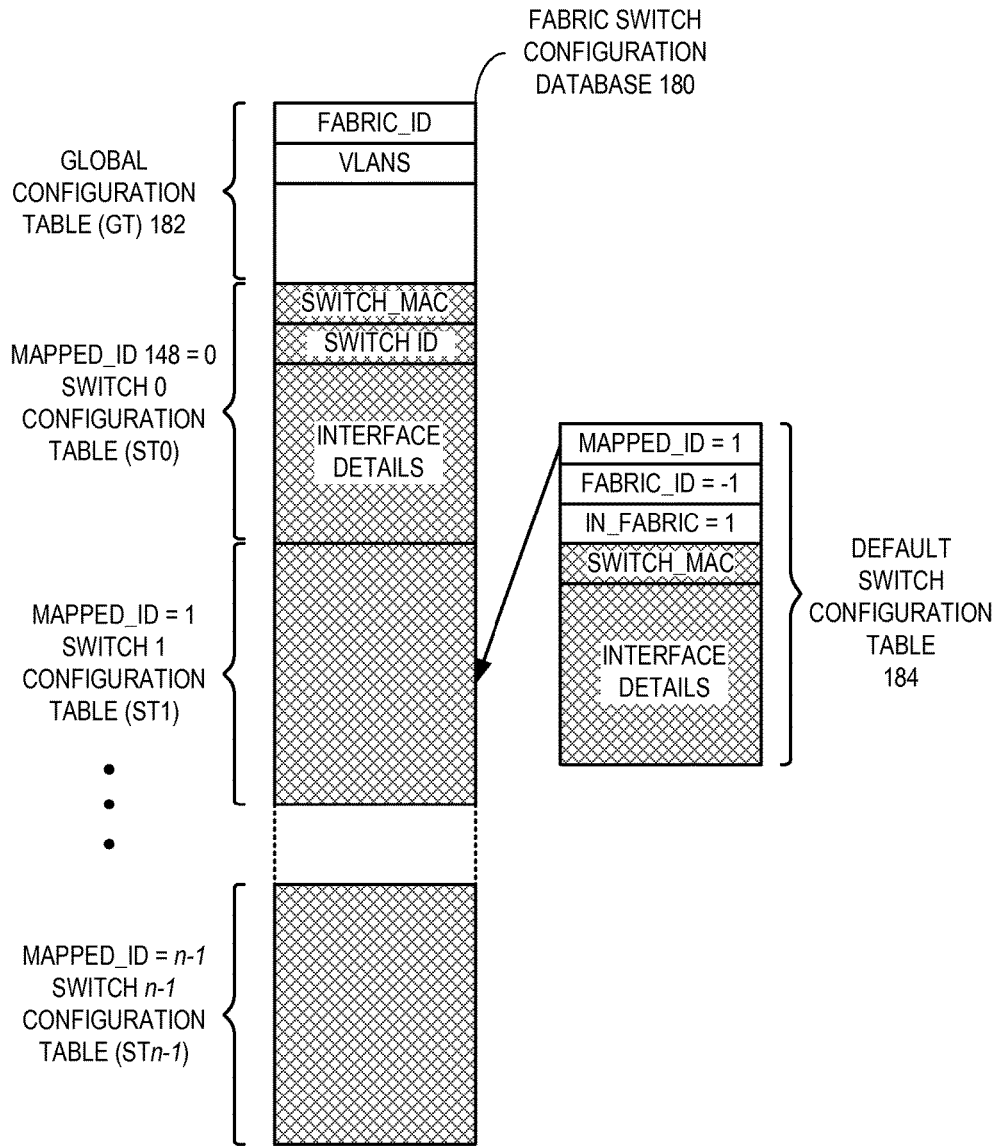 FABRIC SWITCH
CONFIGURATION
DATABASE 180
FABRIC_ID
VLANS
GLOBAL
CONFIGURATION
TABLE (GT) 182
SWITCH_MAC
SWITCH ID
INTERFACE
DETAILS
MAPPED_ID 148 = 0
SWITCH 0
CONFIGURATION
TABLE (ST0)
MAPPED_ID = 1
FABRIC_ID = -1
IN_FABRIC = 1
SWITCH_MAC
INTERFACE
DETAILS
DEFAULT
SWITCH
CONFIGURATION
TABLE
184
MAPPED_ID = 1
SWITCH 1
CONFIGURATION
TABLE (ST1)
MAPPED_ID = n-1
SWITCH n-1
CONFIGURATION
TABLE (STn-1)